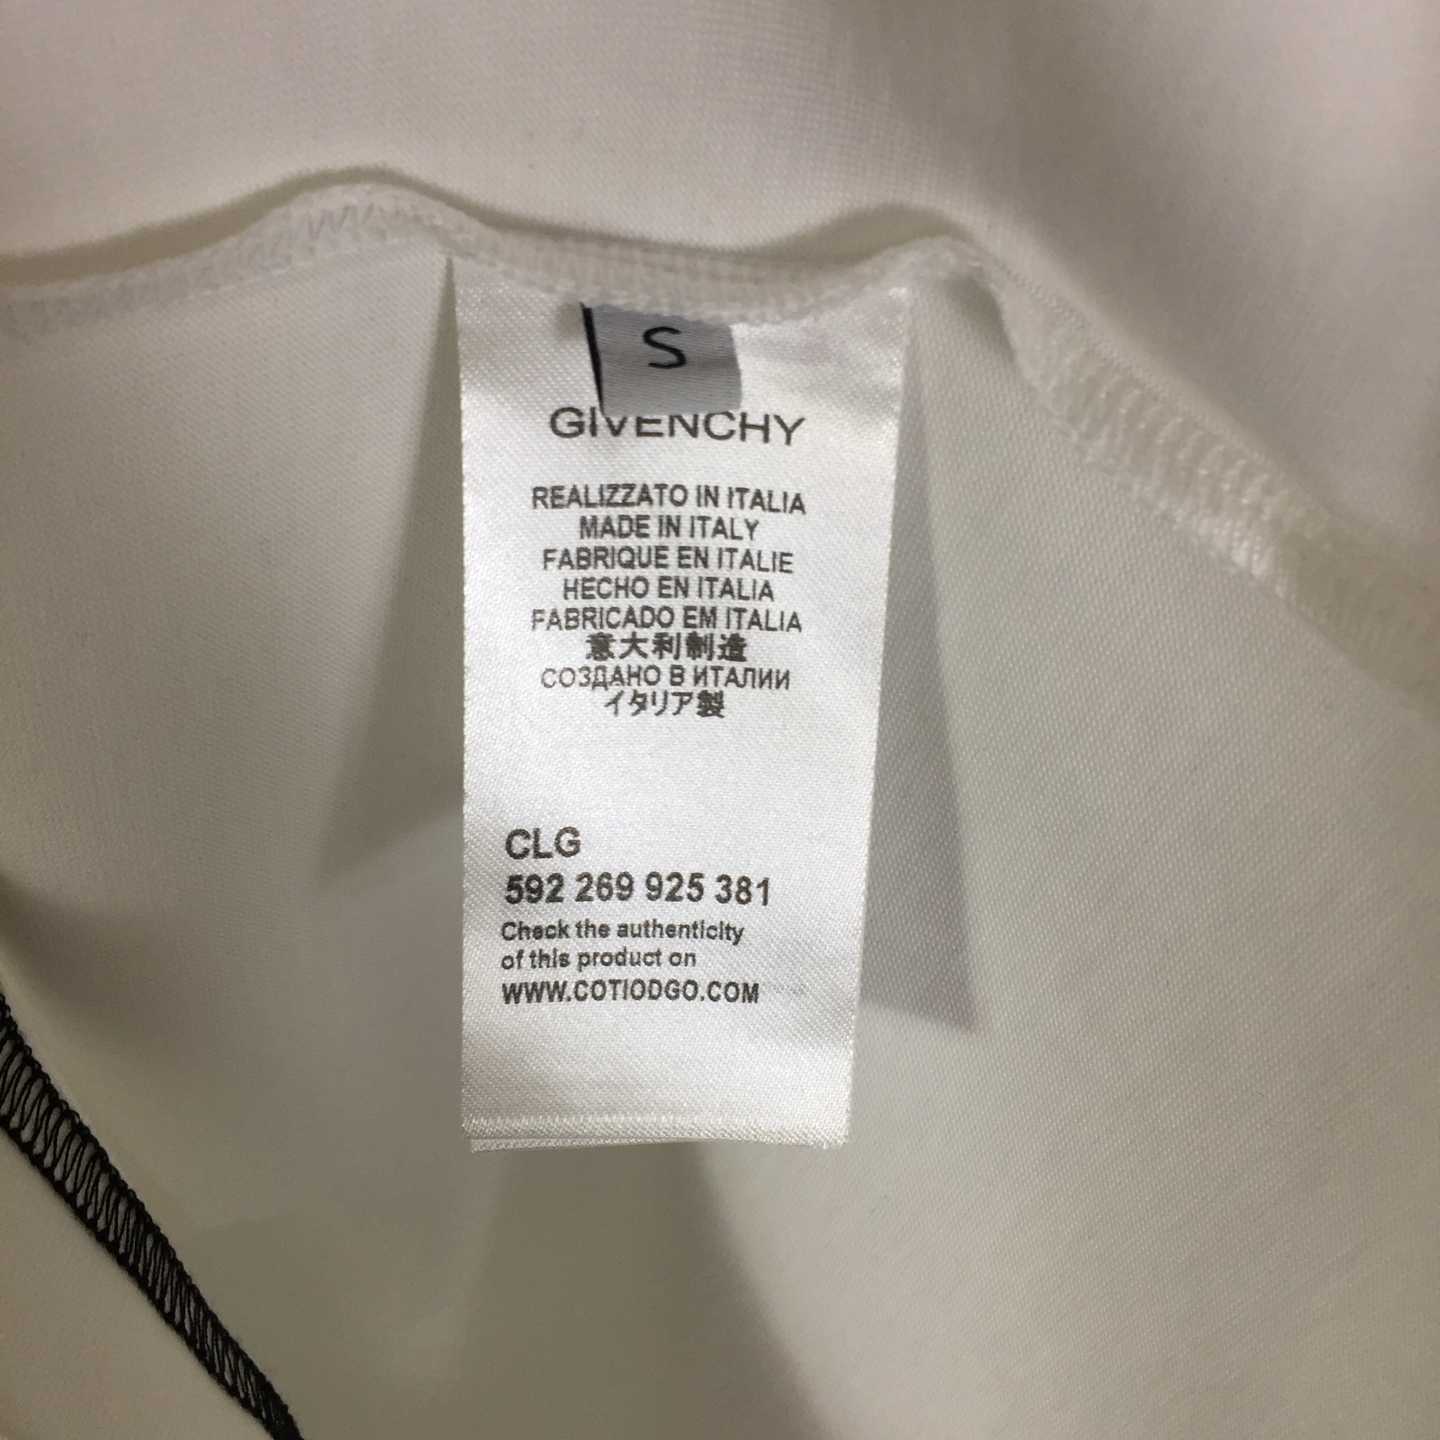 S
GIVENCHY
REALIZZATO IN ITALIA
MADE IN ITALY
FABRIQUE EN ITALIE
HECHO EN ITALIA
FABRICADO EM ITALIA
意大利制造
СОЗДАНО В ИТАЛИИ
イタリア製
CLG
592 269 925 381
Check the authenticity
of this product on
WWW.COTIODGO.COM